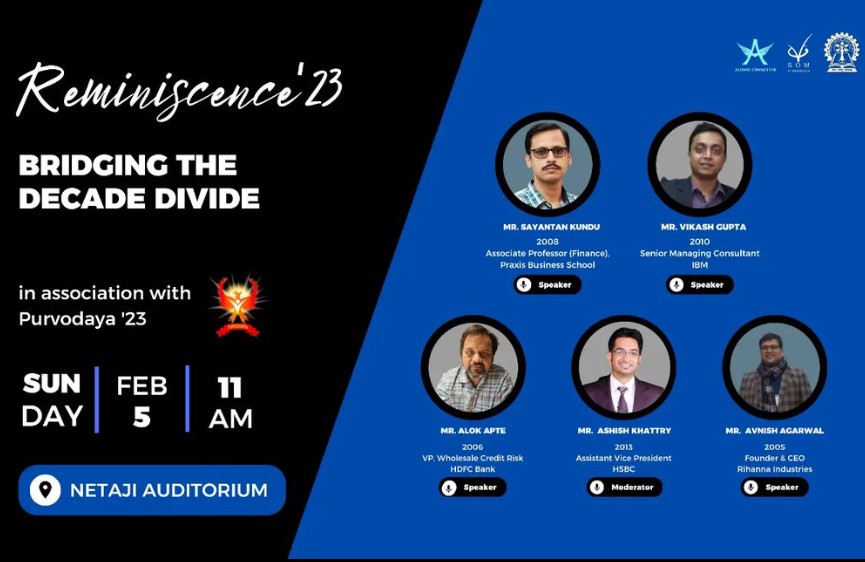 Reminiscence'23
BRIDGING THE
DECADE DIVIDE
in association with
Purvodaya '23
SUN
DAY
FEB
5
11
AM
NETAJI AUDITORIUM
SOM
MR. SAYANTAN KUNDU
2008
Associate Professor (Finance),
Praxis Business School
Speaker
MR. VIKASH GUPTA
2010
Senior Managing Consultant
IBM
Speaker
MR. ALOK APTE
2006
VP, Wholesale Credit Risk
HDFC Bank
Speaker
MR. ASHISH KHATTRY
2013
Assistant Vice President
HSBC
Moderator
MR. AVNISH AGARWAL
2005
Founder & CEO
Rihanna Industries
Speaker